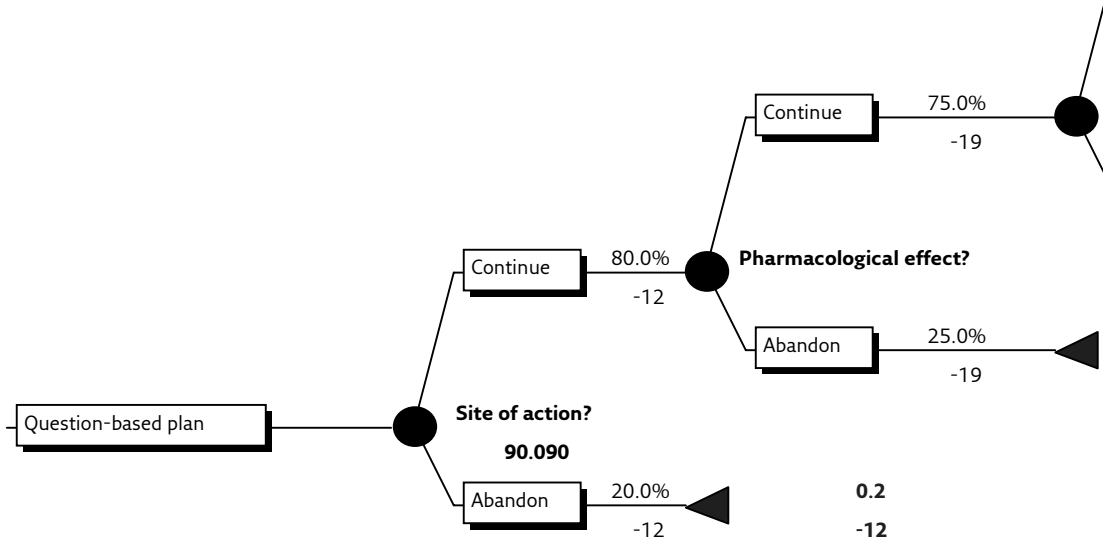 Continue
75.0%
-19
Continue
80.0%
-12
Pharmacological effect?
Abandon
25.0%
-19
Question-based plan
Site of action?
90.090
Abandon
20.0%
-12
0.2
-12